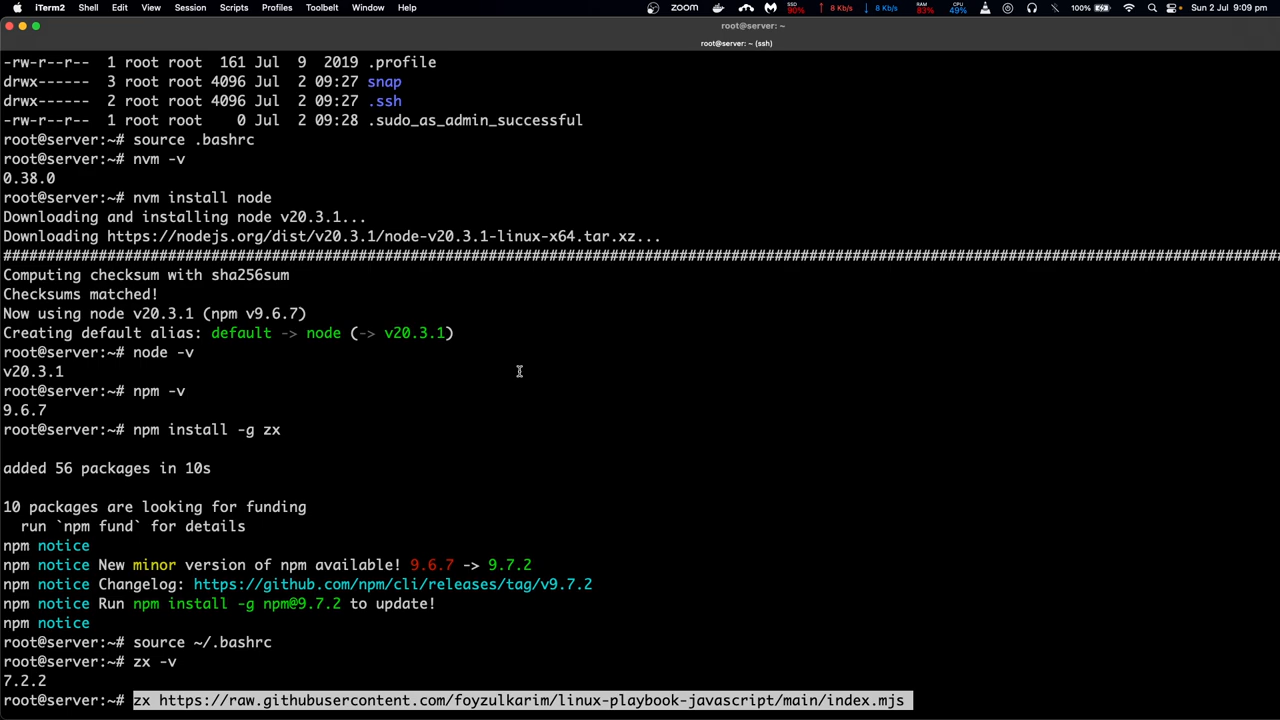 iTerm2 Shell Edit View Session Scripts Profiles Toolbelt Window Help zoom SSD 90% 8 Kb/s 8 Kb/s RAM 83% CPU 49% 100% Sun 2 Jul 9:09 pm
root@server: ~
root@server: ~ (ssh)
-rw-r--r-- 1 root root 161 Jul 9 2019 .profile
drwx------ 3 root root 4096 Jul 2 09:27 snap
drwx------ 2 root root 4096 Jul 2 09:27 .ssh
-rw-r--r-- 1 root root 0 Jul 2 09:28 .sudo_as_admin_successful
root@server:~# source .bashrc
root@server:~# nvm -v
0.38.0
root@server:~# nvm install node
Downloading and installing node v20.3.1...
Downloading https://nodejs.org/dist/v20.3.1/node-v20.3.1-linux-x64.tar.xz...
####################################################################################################################################################
Computing checksum with sha256sum
Checksums matched!
Now using node v20.3.1 (npm v9.6.7)
Creating default alias: default -> node (-> v20.3.1)
root@server:~# node -v
v20.3.1
root@server:~# npm -v
9.6.7
root@server:~# npm install -g zx
added 56 packages in 10s
10 packages are looking for funding
run `npm fund` for details
npm notice
npm notice New minor version of npm available! 9.6.7 -> 9.7.2
npm notice Changelog: https://github.com/npm/cli/releases/tag/v9.7.2
npm notice Run npm install -g npm@9.7.2 to update!
npm notice
root@server:~# source ~/.bashrc
root@server:~# zx -v
7.2.2
root@server:~# zx https://raw.githubusercontent.com/foyzulkarim/linux-playbook-javascript/main/index.mjs